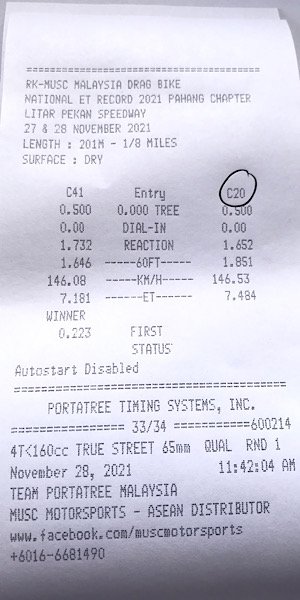 ==========================================
RK-MUSC MALAYSIA DRAG BIKE
NATIONAL ET RECORD 2021 PAHANG CHAPTER
LITAR PEKAN SPEEDWAY
27 & 28 NOVEMBER 2021
LENGTH : 201M - 1/8 MILES
SURFACE : DRY
C41 Entry C20
0.500 0.000 TREE 0.500
0.00 DIAL-IN 0.00
1.732 REACTION 1.652
1.646 -----60FT----- 1.851
146.08 -----KM/H----- 146.53
7.181 ------ET------ 7.484
WINNER
0.223 FIRST
STATUS
Autostart Disabled
==========================================
PORTATREE TIMING SYSTEMS, INC.
================= 33/34 ===========600214
4T<160cc TRUE STREET 65mm QUAL RND 1
November 28, 2021 11:42:04 AM
TEAM PORTATREE MALAYSIA
MUSC MOTORSPORTS - ASEAN DISTRIBUTOR
www.facebook.com/muscmotorsports
+6016-6681490